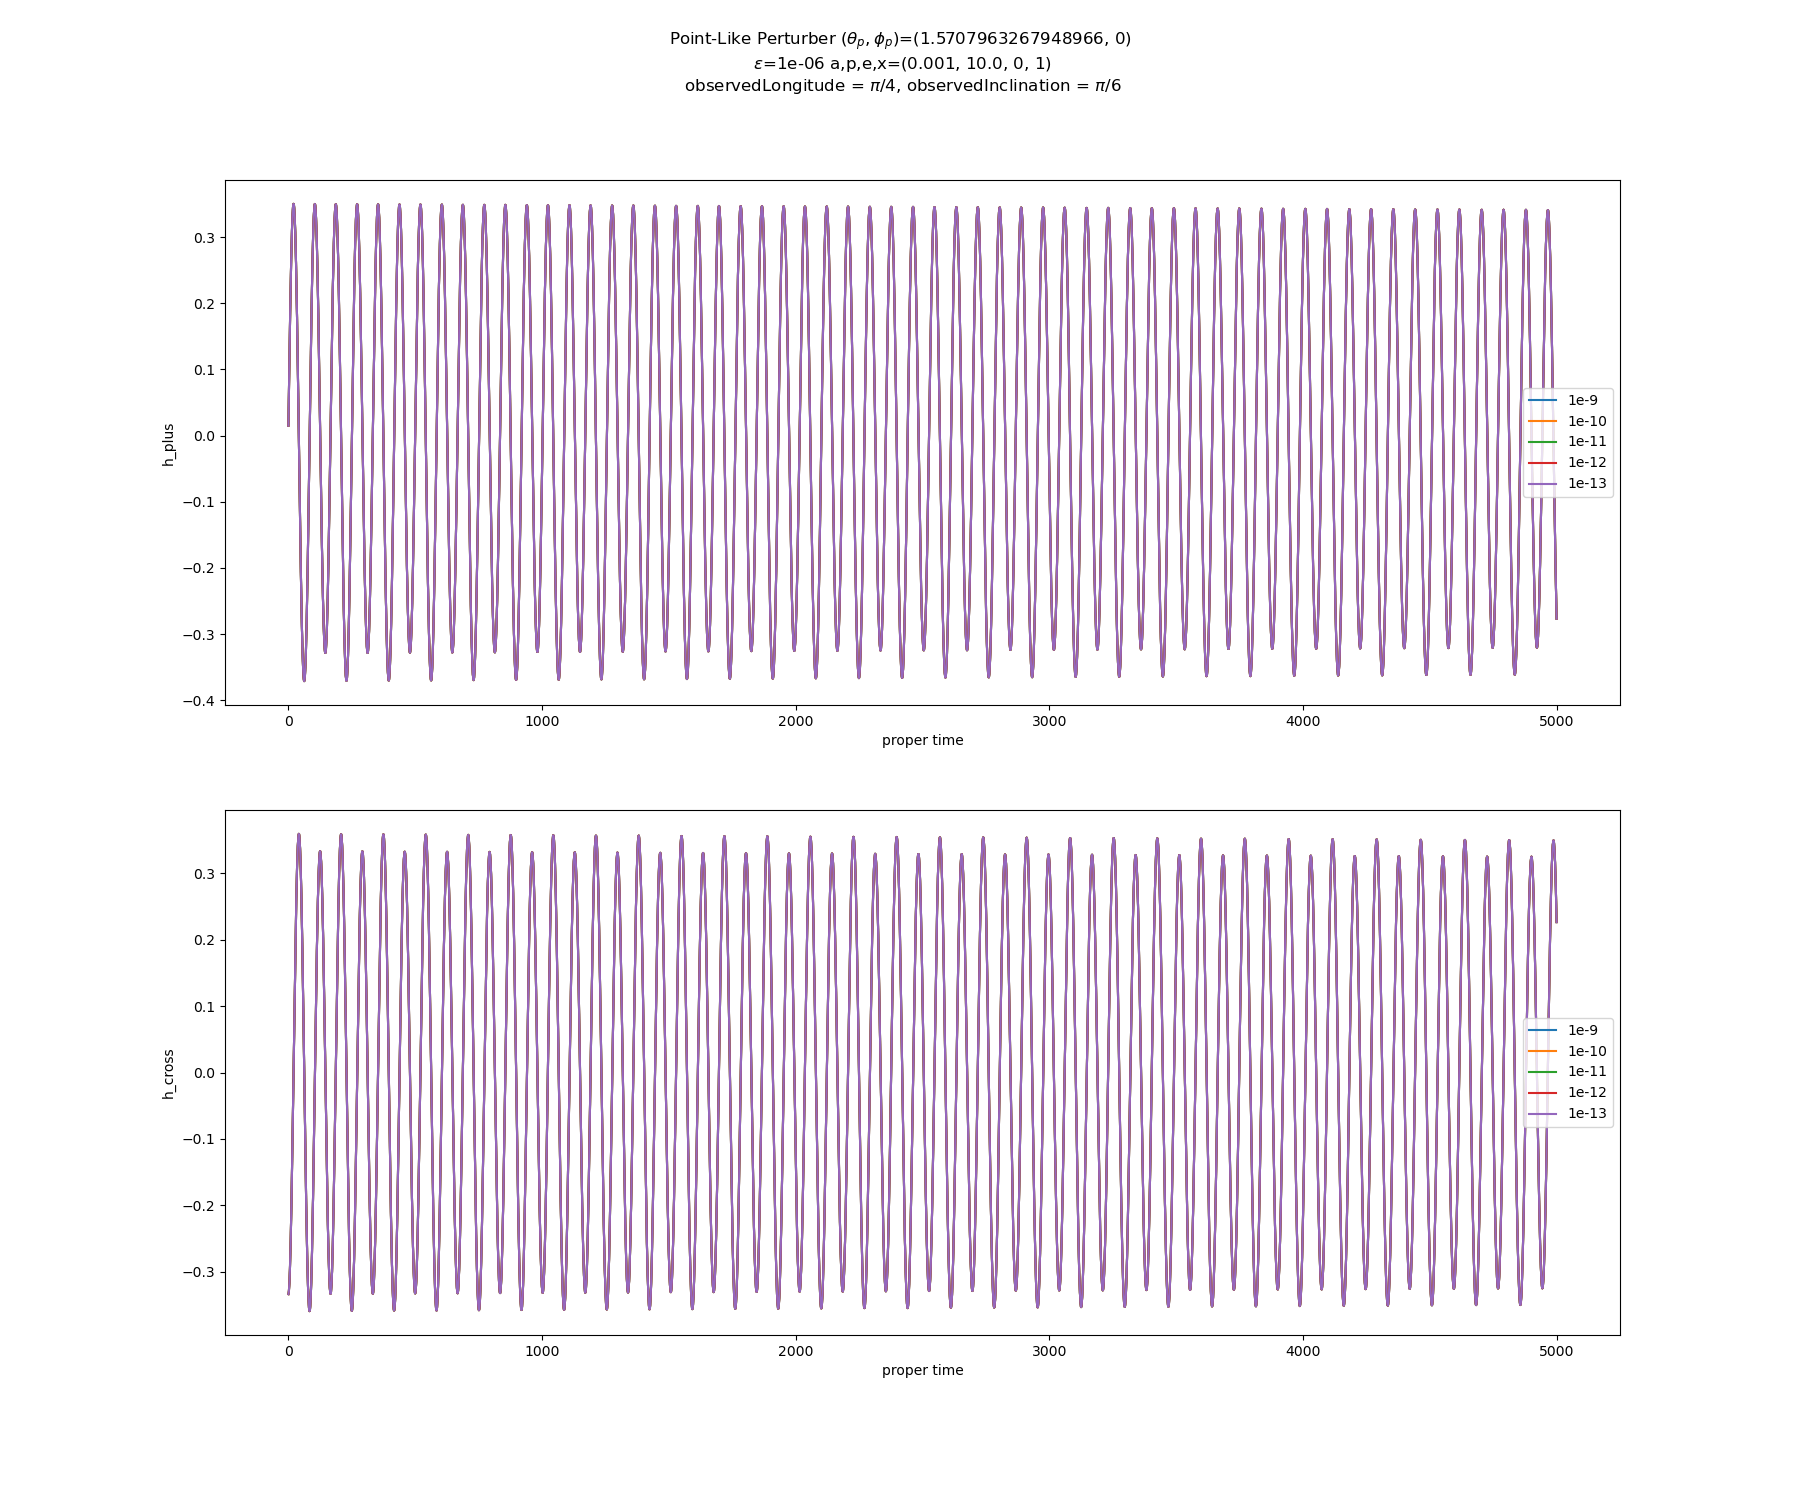 Point-Like Perturber (θp, ϕp)=(1.5707963267948966, 0)
ε=1e-06 a,p,e,x=(0.001, 10.0, 0, 1)
observedLongitude = π/4, observedInclination = π/6
0.3
0.2
0.1
0.0
−0.1
−0.2
−0.3
−0.4
h_plus
0
1000
2000
3000
4000
5000
proper time
1e-9
1e-10
1e-11
1e-12
1e-13
0.3
0.2
0.1
0.0
−0.1
−0.2
−0.3
h_cross
0
1000
2000
3000
4000
5000
proper time
1e-9
1e-10
1e-11
1e-12
1e-13